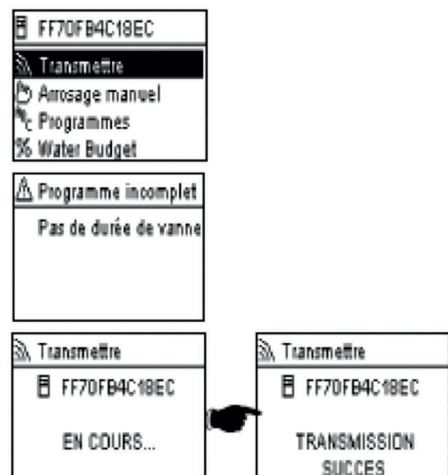 FF70FB4C18EC
Transmettre
Arrosage manuel
Programmes
% Water Budget
Programme incomplet
Pas de durée de vanne
Transmettre
FF70FB4C18EC
EN COURS...
Transmettre
FF70FB4C18EC
TRANSMISSION
SUCCES